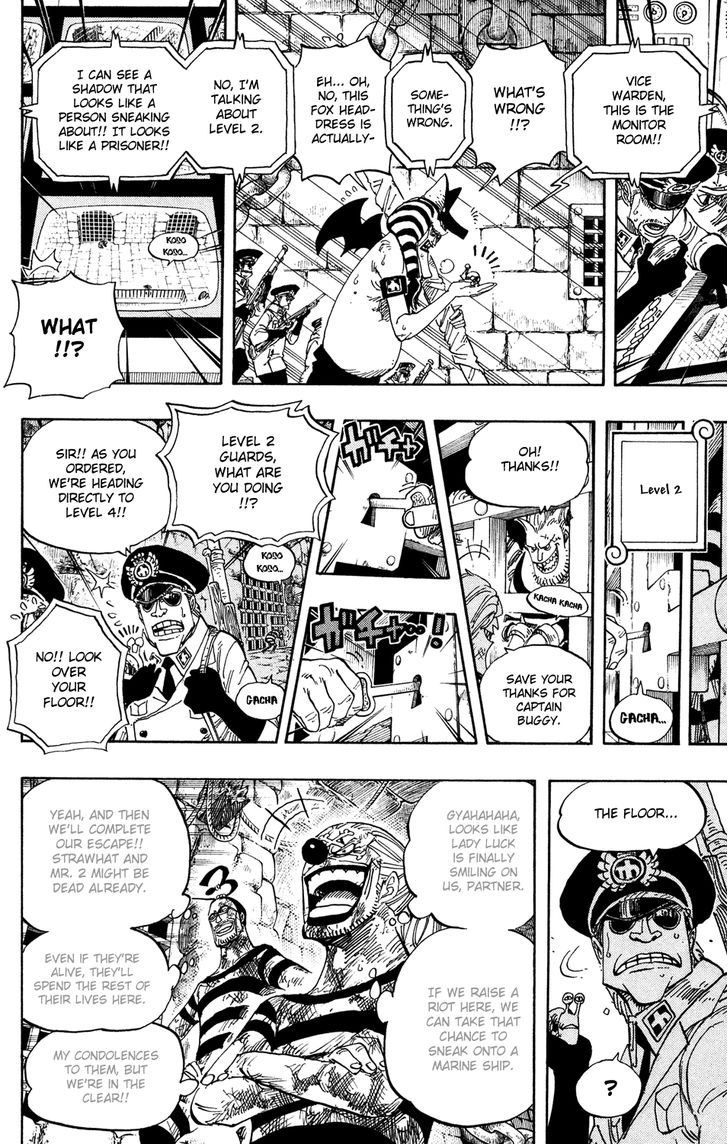 VICE
WARDEN,
THIS IS THE
MONITOR
ROOM!!
WHAT'S
WRONG
!!?
SOME-
THING'S
WRONG.
EH... OH,
NO, THIS
FOX HEAD-
DRESS IS
ACTUALLY-
NO, I'M
TALKING
ABOUT
LEVEL 2.
I CAN SEE A
SHADOW THAT
LOOKS LIKE A
PERSON SNEAKING
ABOUT!! IT LOOKS
LIKE A PRISONER!!
KOSO
KOSO...
WHAT
!!?
Level 2
GACHA...
OH!
THANKS!!
KACHA KACHA
SAVE YOUR
THANKS FOR
CAPTAIN
BUGGY.
ガチャ
ガチャ…!
LEVEL 2
GUARDS,
WHAT ARE
YOU DOING
!!?
SIR!! AS YOU
ORDERED,
WE'RE HEADING
DIRECTLY TO
LEVEL 4!!
KOSO
KOSO...
NO!! LOOK
OVER
YOUR
FLOOR!!
GACHA
THE FLOOR...
?
GYAHAHAHA,
LOOKS LIKE
LADY LUCK
IS FINALLY
SMILING ON
US, PARTNER.
IF WE RAISE A
RIOT HERE, WE
CAN TAKE THAT
CHANCE TO
SNEAK ONTO A
MARINE SHIP.
YEAH, AND THEN
WE'LL COMPLETE
OUR ESCAPE!!
STRAWHAT AND
MR. 2 MIGHT BE
DEAD ALREADY.
EVEN IF THEY'RE
ALIVE, THEY'LL
SPEND THE REST OF
THEIR LIVES HERE.
MY CONDOLENCES
TO THEM, BUT
WE'RE IN THE
CLEAR!!